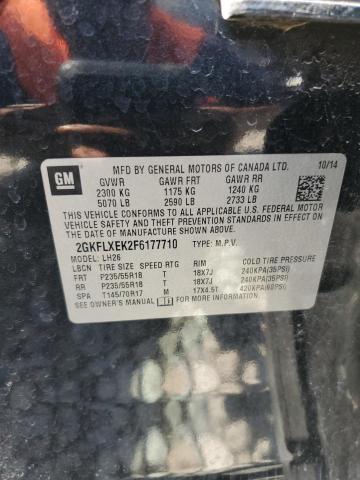 GM
MFD BY GENERAL MOTORS OF CANADA LTD. 10/14
GVWR GAWR FRT GAWR RR
2300 KG 1175 KG 1240 KG
5070 LB 2590 LB 2733 LB
THIS VEHICLE CONFORMS TO ALL APPLICABLE U.S. FEDERAL MOTOR
VEHICLE SAFETY AND THEFT PREVENTION STANDARDS IN EFFECT ON
THE DATE OF MANUFACTURE SHOWN ABOVE.
2GKFLXEK2F6177710 TYPE: M.P.V.
MODEL: LH26
LBCN TIRE SIZE SPEED RTG RIM COLD TIRE PRESSURE
FRT P235/55R18 T 18X7J 240KPA(35PSI)
RR P235/55R18 T 18X7J 240KPA(35PSI)
SPA T145/70R17 M 17X4.5T 420KPA(60PSI)
SEE OWNER'S MANUAL FOR ADDITIONAL INFORMATION.